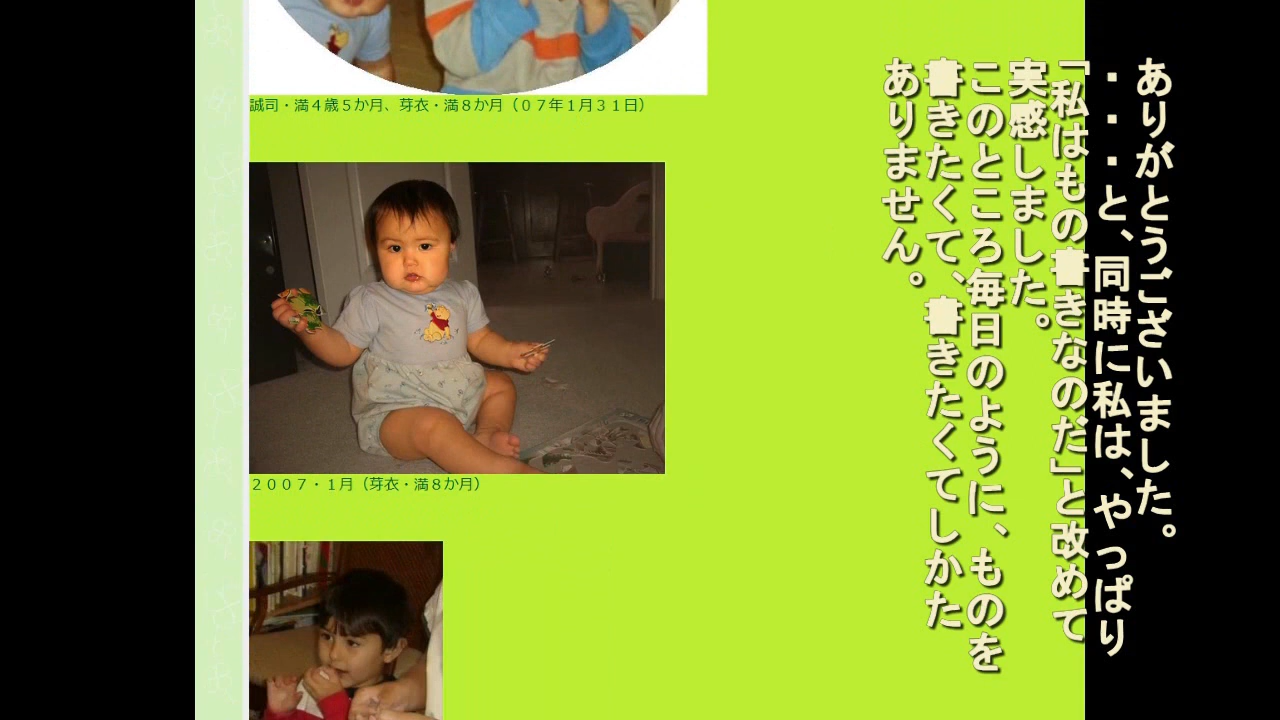 ありがとうございました。
・・・と、同時に私は、やっぱり
「私はもの書きなのだ」と改めて
実感しました。
このところ毎日のように、ものを
書きたくて、書きたくてしかた
ありません。
誠司・満４歳５か月、芽衣・満８か月（０７年１月３１日）
２００７・１月（芽衣・満８か月）